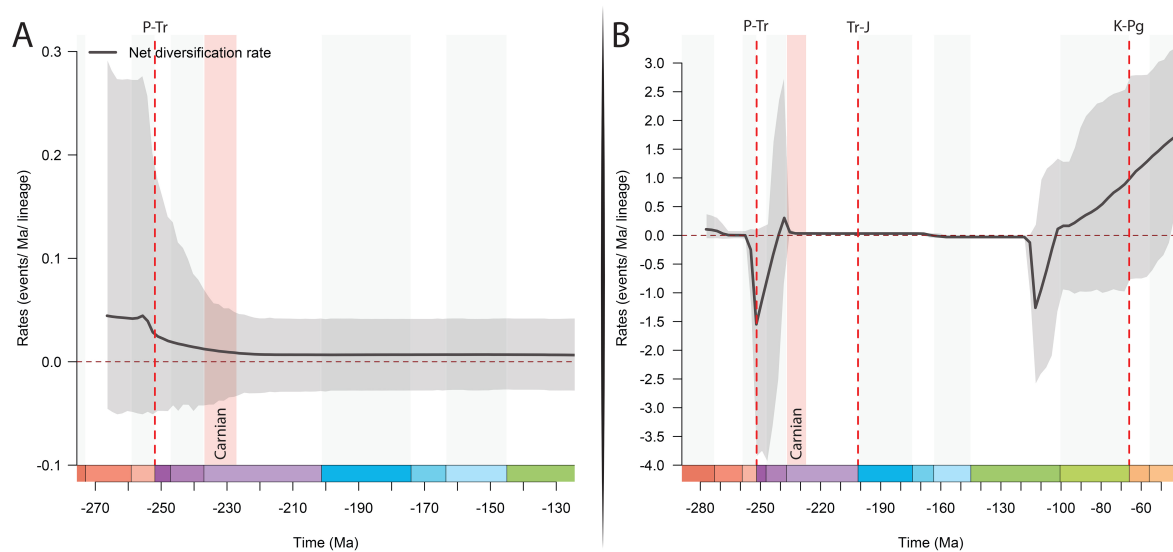 A
P-Tr
Net diversification rate
0.3
0.2
0.1
0.0
-0.1
Rates (events/ Ma/ lineage)
Carnian
-270 -250 -230 -210 -190 -170 -150 -130
Time (Ma)
B
P-Tr Tr-J K-Pg
3.0
2.5
2.0
1.5
1.0
0.5
0.0
-0.5
-1.0
-1.5
-2.0
-2.5
-3.0
-3.5
-4.0
Rates (events/ Ma/ lineage)
Carnian
-280 -250 -220 -190 -160 -130 -100 -80 -60
Time (Ma)